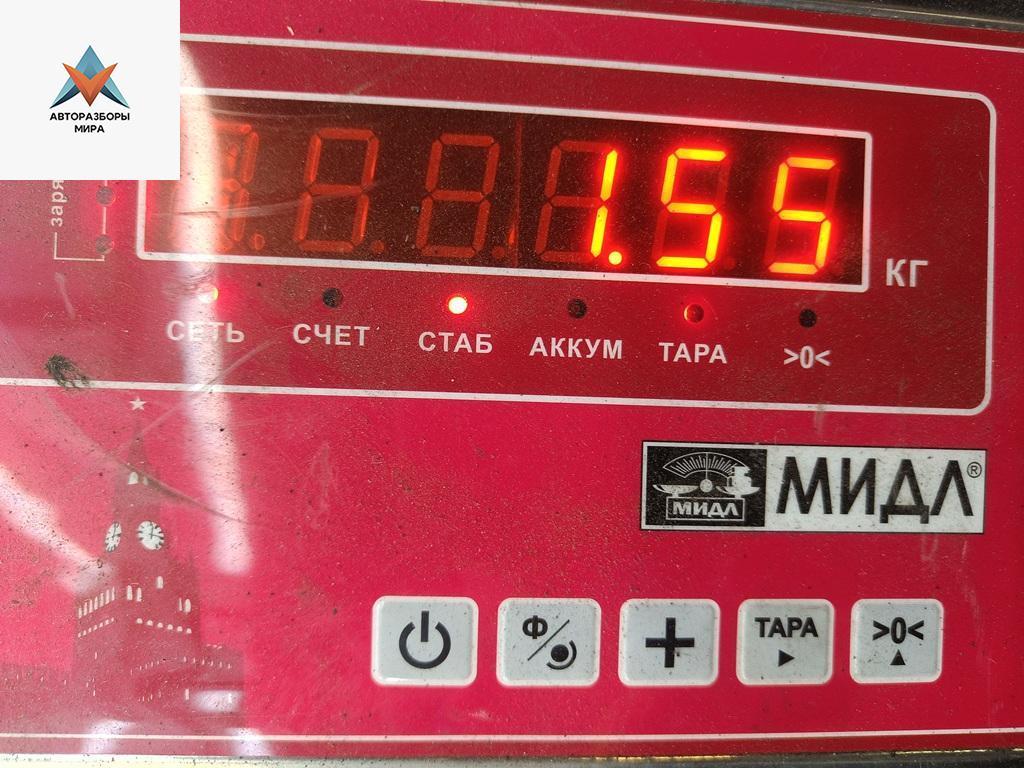 АВТОРАЗБОРЫ
МИРА
1.55
КГ
СЕТЬ СЧЕТ СТАБ АККУМ ТАРА >0<
МИДЛ МИДЛ®
Ф ТАРА >0<